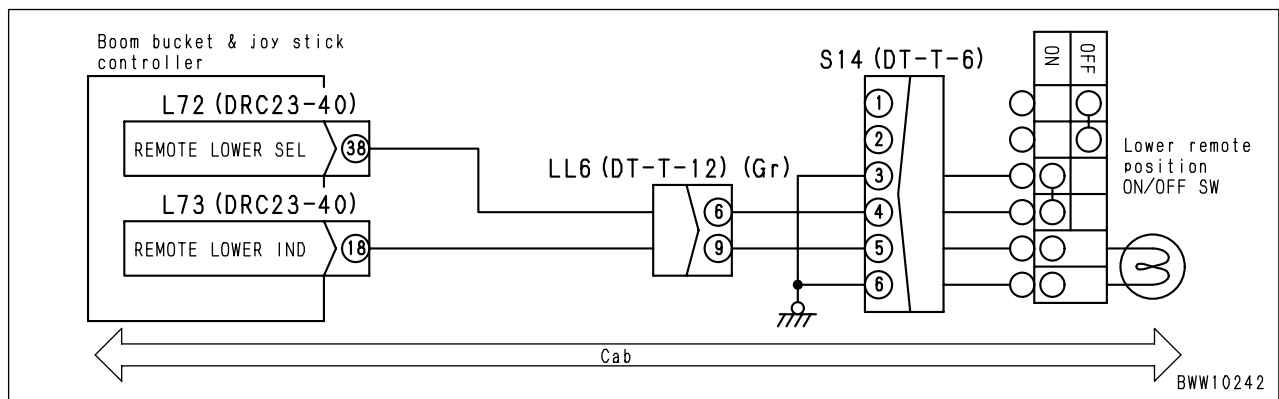 Boom bucket & joy stick
controller
L72 (DRC23-40)
REMOTE LOWER SEL
38
L73 (DRC23-40)
REMOTE LOWER IND
18
LL6 (DT-T-12) (Gr)
6
9
S14 (DT-T-6)
1
2
3
4
5
6
ON
OFF
Lower remote
position
ON/OFF SW
Cab
BWW10242